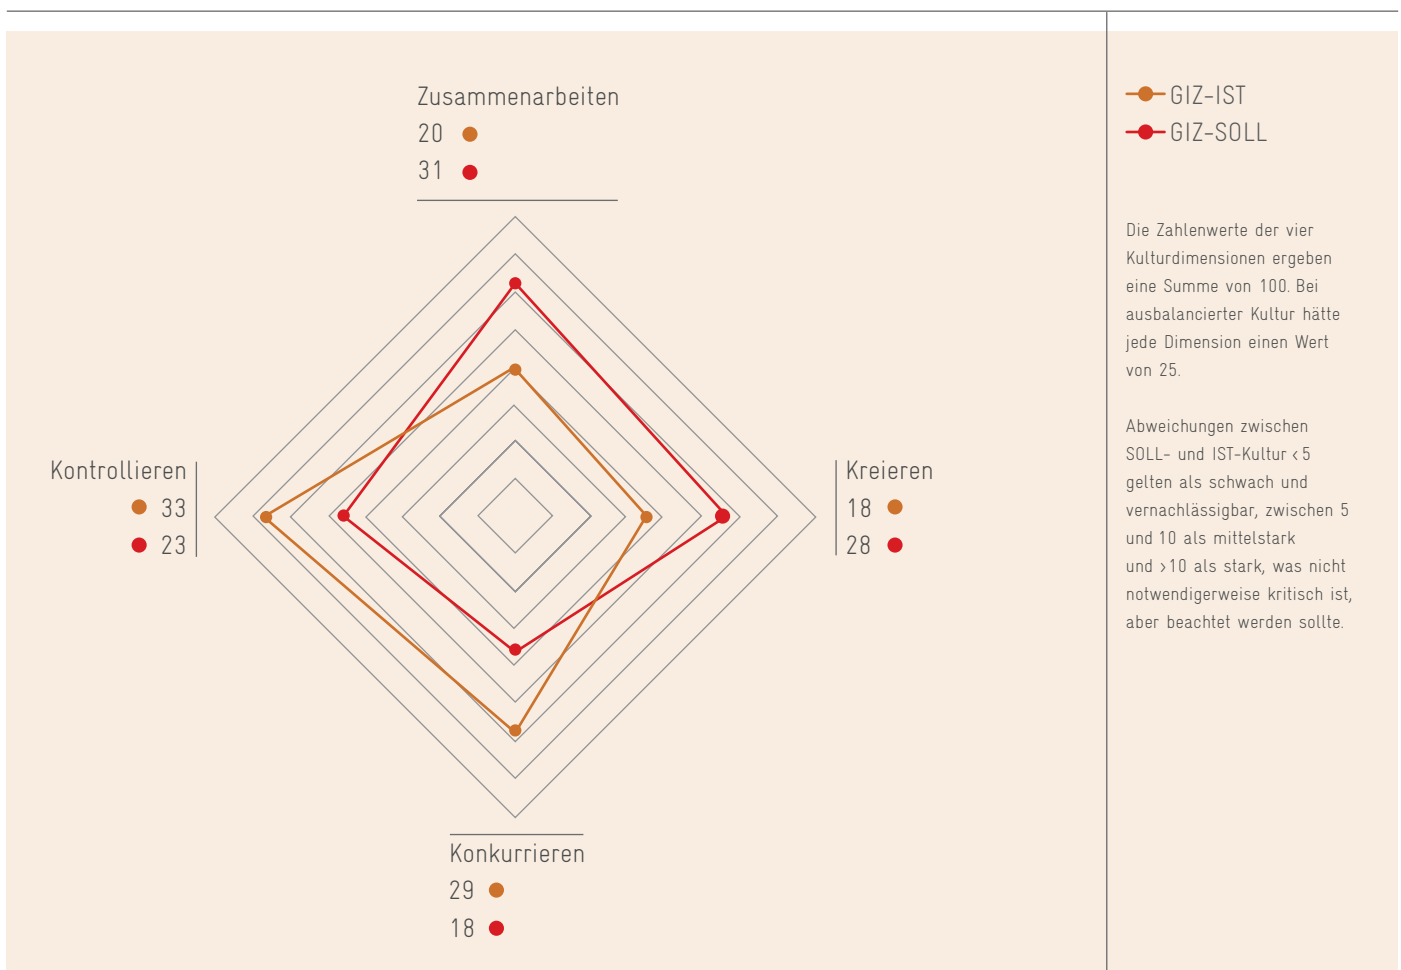 Zusammenarbeiten
20
31
Kontrollieren
33
23
Kreieren
18
28
Konkurrieren
29
18
GIZ-IST
GIZ-SOLL
Die Zahlenwerte der vier
Kulturdimensionen ergeben
eine Summe von 100. Bei
ausbalancierter Kultur hätte
jede Dimension einen Wert
von 25.
Abweichungen zwischen
SOLL- und IST-Kultur <5
gelten als schwach und
vernachlässigbar, zwischen 5
und 10 als mittelstark
und >10 als stark, was nicht
notwendigerweise kritisch ist,
aber beachtet werden sollte.